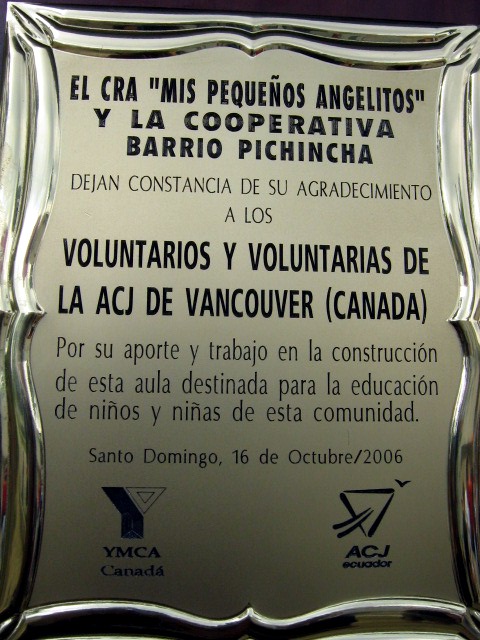 EL CRA "MIS PEQUEÑOS ANGELITOS"
Y LA COOPERATIVA
BARRIO PICHINCHA
DEJAN CONSTANCIA DE SU AGRADECIMIENTO
A LOS
VOLUNTARIOS Y VOLUNTARIAS DE
LA ACJ DE VANCOUVER (CANADA)
Por su aporte y trabajo en la construcción
de esta aula destinada para la educación
de niños y niñas de esta comunidad.
Santo Domingo, 16 de Octubre/2006
YMCA
Canadá
ACJ
ecuador